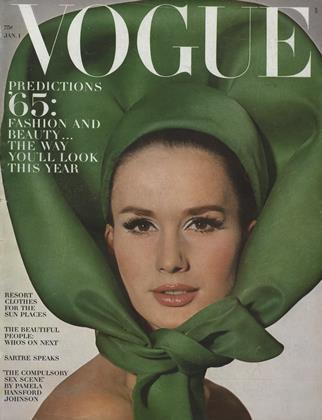 VOGUE
75¢
JAN. 1
PREDICTIONS
'65:
FASHION AND
BEAUTY...
THE WAY
YOU'LL LOOK
THIS YEAR
RESORT
CLOTHES
FOR THE
SUN PLACES
THE BEAUTIFUL
PEOPLE:
WHO'S ON NEXT
SARTRE SPEAKS
"THE COMPULSORY
SEX SCENE"
BY PAMELA
HANSFORD
JOHNSON